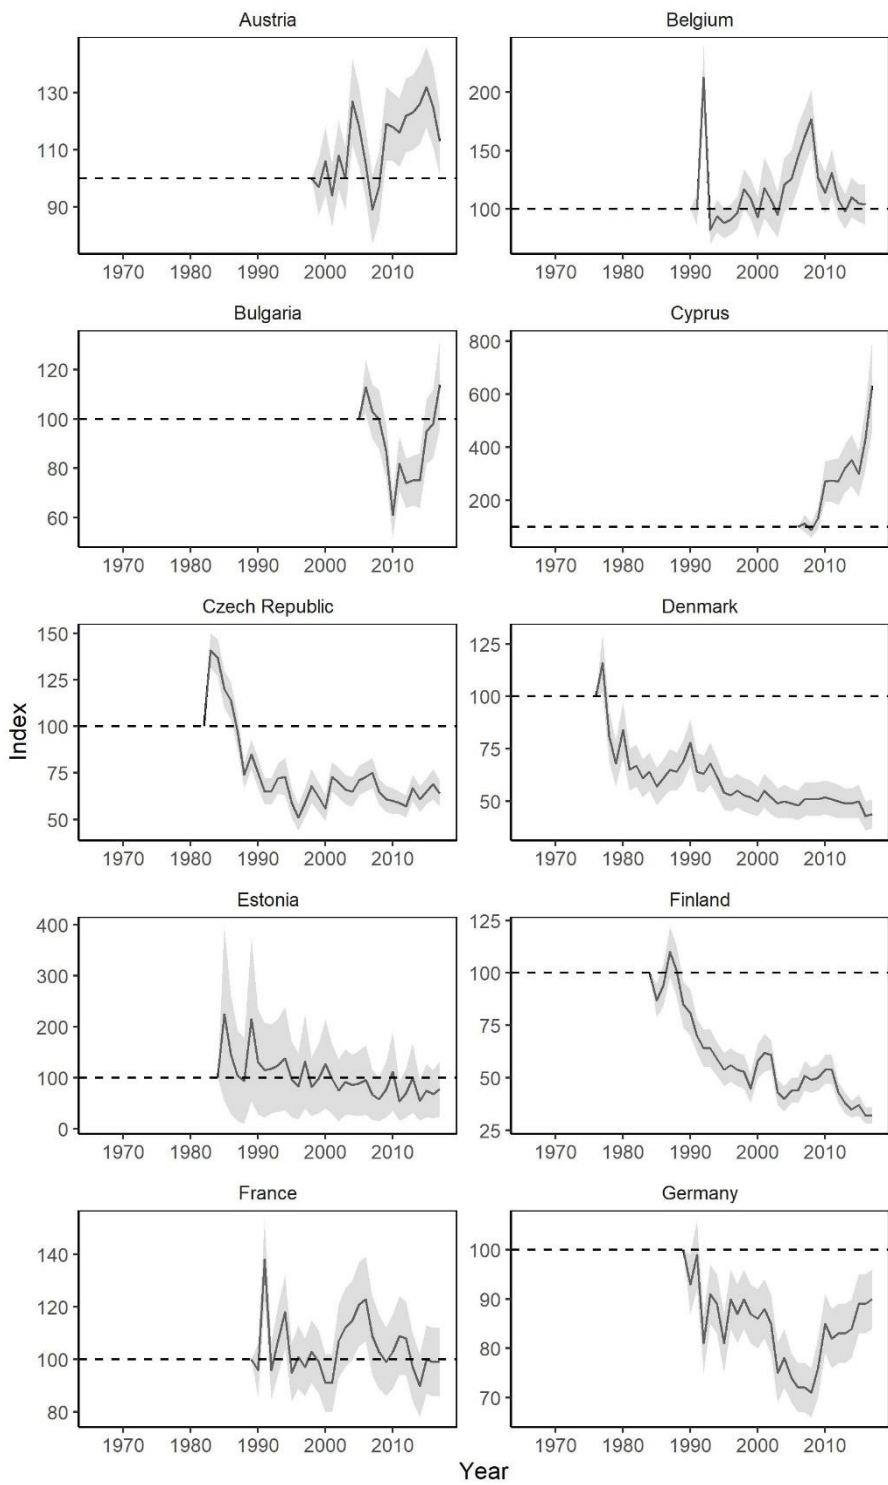 Austria
130
110
90
1970 1980 1990 2000 2010
Belgium
200
150
100
1970 1980 1990 2000 2010
Bulgaria
120
100
80
60
1970 1980 1990 2000 2010
Cyprus
800
600
400
200
1970 1980 1990 2000 2010
Czech Republic
150
125
100
75
50
1970 1980 1990 2000 2010
Denmark
125
100
75
50
1970 1980 1990 2000 2010
Index
Estonia
400
300
200
100
0
1970 1980 1990 2000 2010
Finland
125
100
75
50
25
1970 1980 1990 2000 2010
France
140
120
100
80
1970 1980 1990 2000 2010
Germany
100
90
80
70
1970 1980 1990 2000 2010
Year